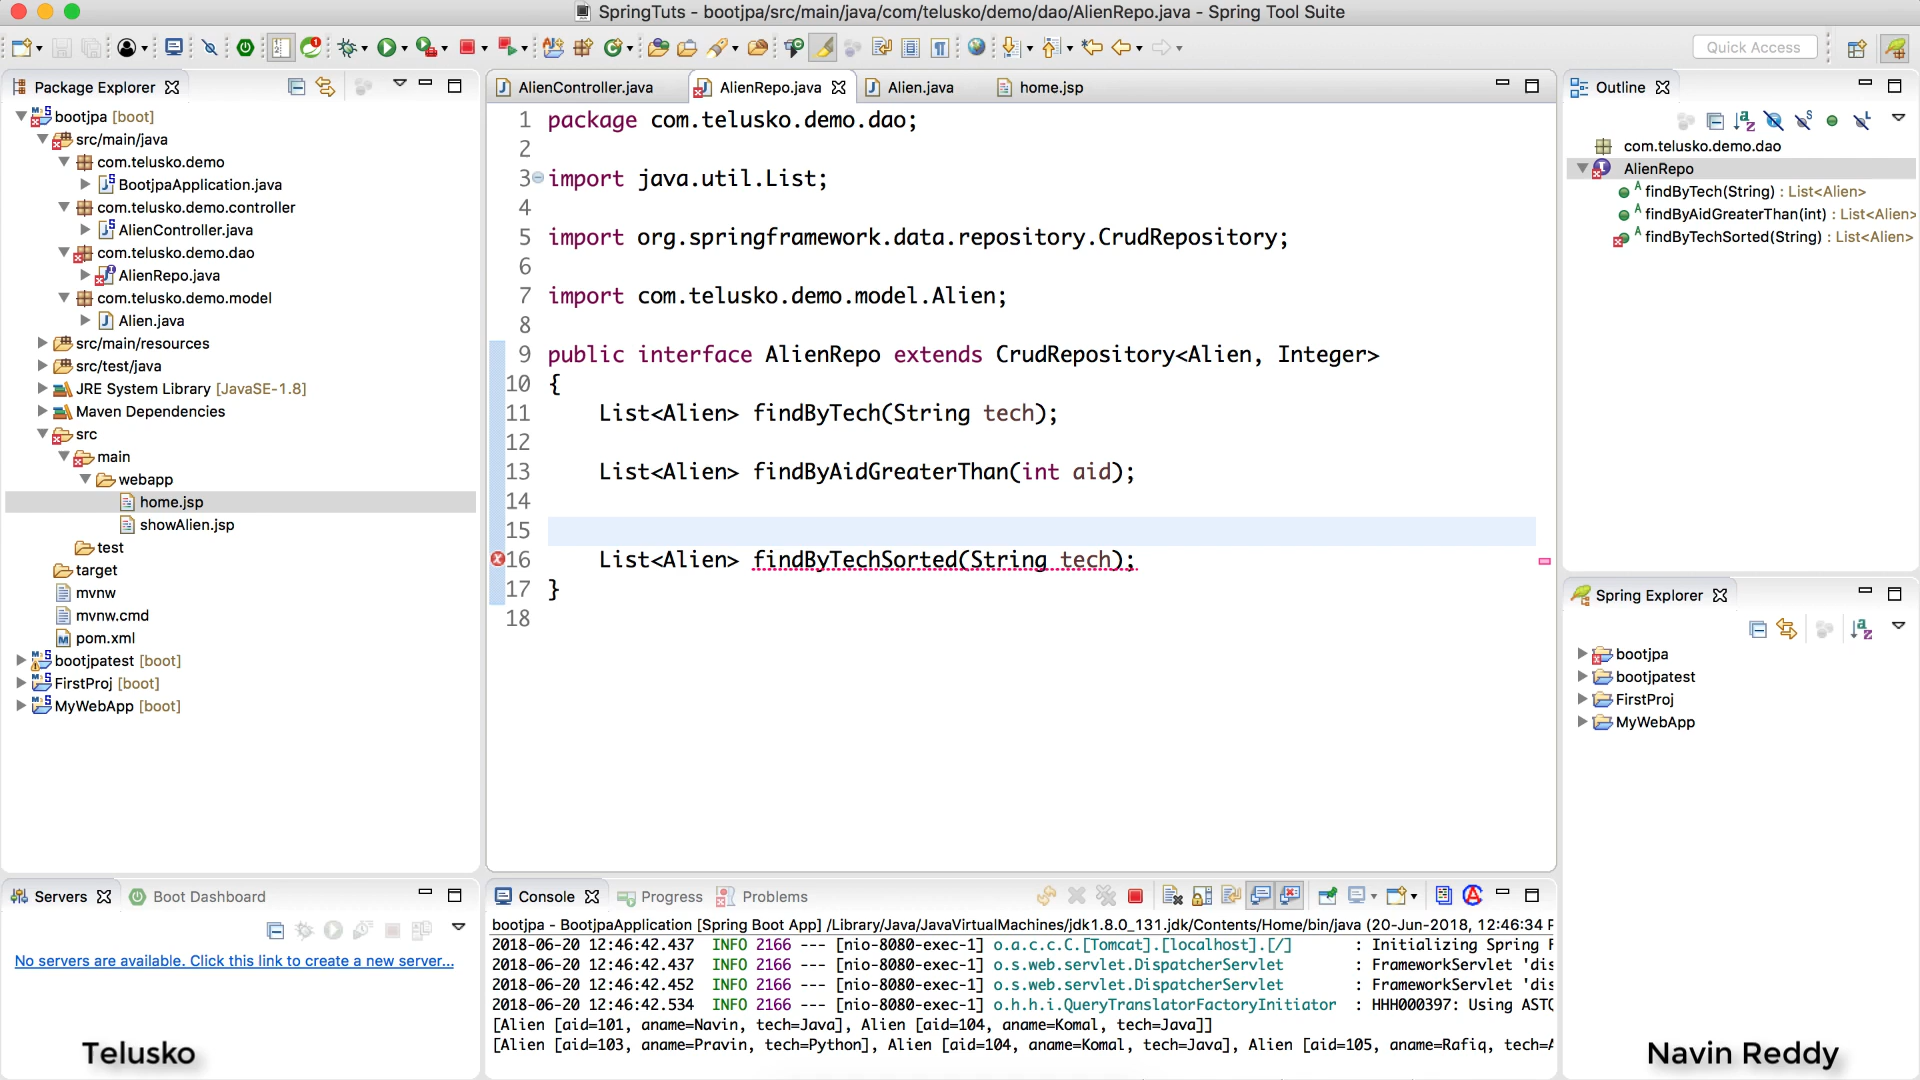 SpringTuts - bootjpa/src/main/java/com/telusko/demo/dao/AlienRepo.java - Spring Tool Suite
Quick Access
Package Explorer
bootjpa [boot]
src/main/java
com.telusko.demo
BootjpaApplication.java
com.telusko.demo.controller
AlienController.java
com.telusko.demo.dao
AlienRepo.java
com.telusko.demo.model
Alien.java
src/main/resources
src/test/java
JRE System Library [JavaSE-1.8]
Maven Dependencies
src
main
webapp
home.jsp
showAlien.jsp
test
target
mvnw
mvnw.cmd
pom.xml
bootjpatest [boot]
FirstProj [boot]
MyWebApp [boot]
AlienController.java
AlienRepo.java
Alien.java
home.jsp
1 package com.telusko.demo.dao;
2
3 import java.util.List;
4
5 import org.springframework.data.repository.CrudRepository;
6
7 import com.telusko.demo.model.Alien;
8
9 public interface AlienRepo extends CrudRepository<Alien, Integer>
10 {
11 List<Alien> findByTech(String tech);
12
13 List<Alien> findByAidGreaterThan(int aid);
14
15
16 List<Alien> findByTechSorted(String tech);
17 }
18
Outline
com.telusko.demo.dao
AlienRepo
findByTech(String) : List<Alien>
findByAidGreaterThan(int) : List<Alien>
findByTechSorted(String) : List<Alien>
Spring Explorer
bootjpa
bootjpatest
FirstProj
MyWebApp
Servers
Boot Dashboard
No servers are available. Click this link to create a new server...
Console
Progress
Problems
bootjpa - BootjpaApplication [Spring Boot App] /Library/Java/JavaVirtualMachines/jdk1.8.0_131.jdk/Contents/Home/bin/java (20-Jun-2018, 12:46:34 P
2018-06-20 12:46:42.437 INFO 2166 --- [nio-8080-exec-1] o.a.c.c.C.[Tomcat].[localhost].[/] : Initializing Spring F
2018-06-20 12:46:42.437 INFO 2166 --- [nio-8080-exec-1] o.s.web.servlet.DispatcherServlet : FrameworkServlet 'dis
2018-06-20 12:46:42.452 INFO 2166 --- [nio-8080-exec-1] o.s.web.servlet.DispatcherServlet : FrameworkServlet 'dis
2018-06-20 12:46:42.534 INFO 2166 --- [nio-8080-exec-1] o.h.h.i.QueryTranslatorFactoryInitiator : HHH000397: Using ASTQ
[Alien [aid=101, aname=Navin, tech=Java], Alien [aid=104, aname=Komal, tech=Java]]
[Alien [aid=103, aname=Pravin, tech=Python], Alien [aid=104, aname=Komal, tech=Java], Alien [aid=105, aname=Rafiq, tech=A
Telusko
Navin Reddy